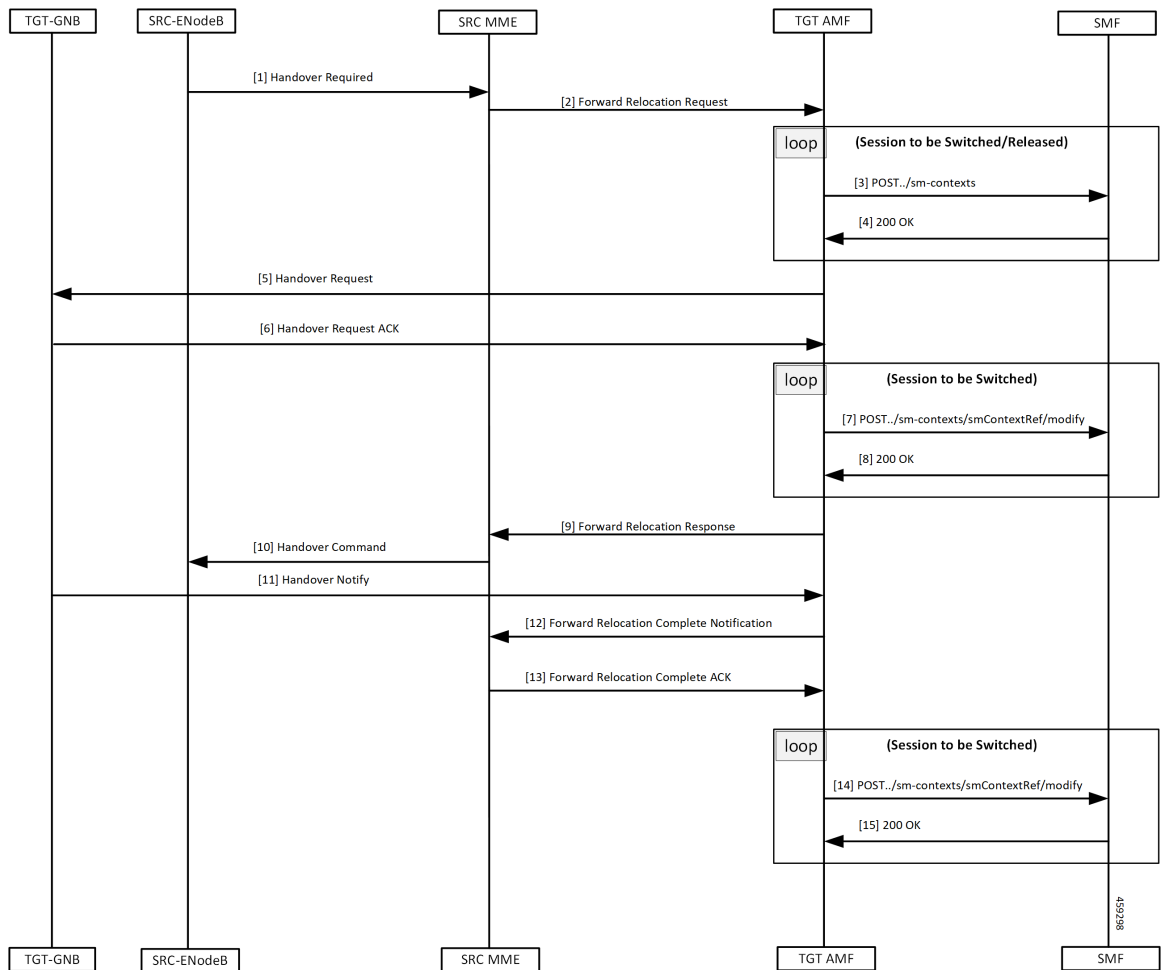 TGT-GNB
SRC-ENodeB
SRC MME
TGT AMF
SMF
[1] Handover Required
[2] Forward Relocation Request
loop
(Session to be Switched/Released)
[3] POST../sm-contexts
[4] 200 OK
[5] Handover Request
[6] Handover Request ACK
loop
(Session to be Switched)
[7] POST../sm-contexts/smContextRef/modify
[8] 200 OK
[9] Forward Relocation Response
[10] Handover Command
[11] Handover Notify
[12] Forward Relocation Complete Notification
[13] Forward Relocation Complete ACK
loop
(Session to be Switched)
[14] POST../sm-contexts/smContextRef/modify
[15] 200 OK
459298
TGT-GNB
SRC-ENodeB
SRC MME
TGT AMF
SMF